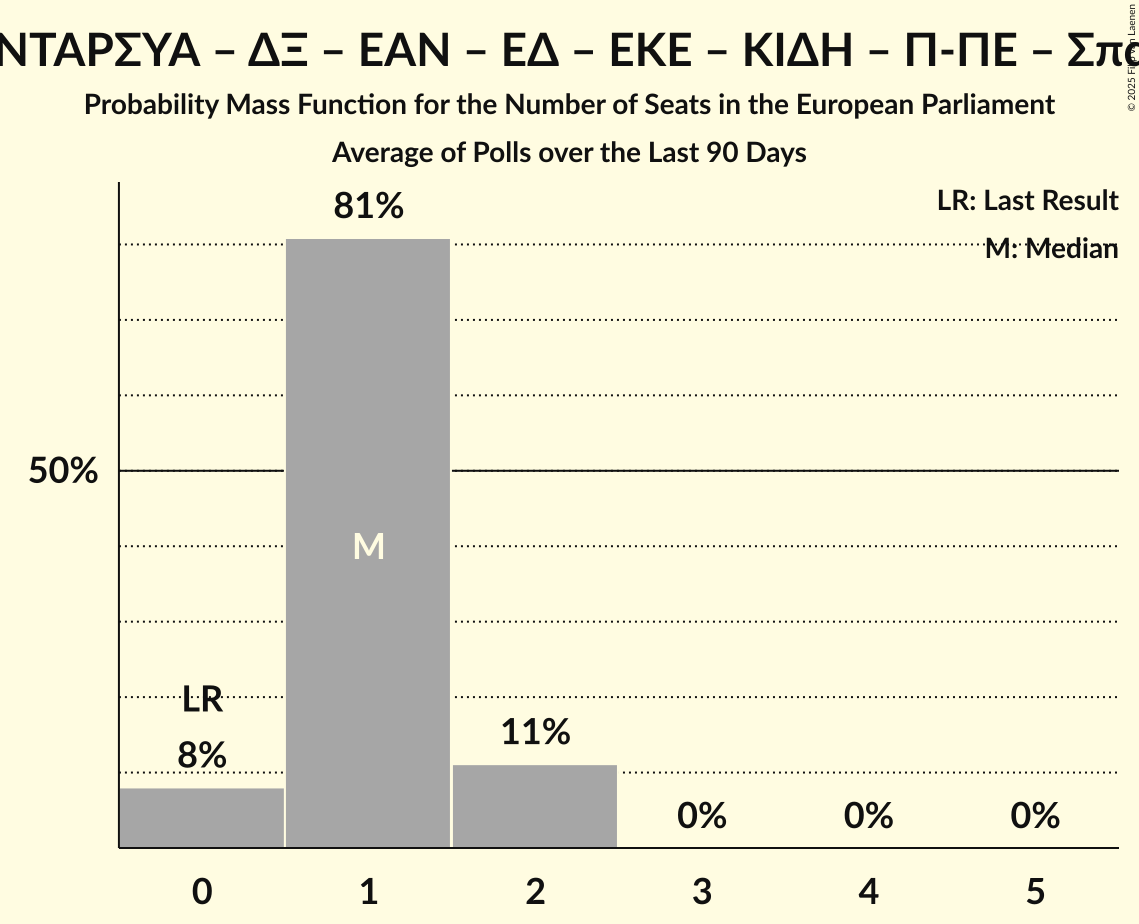 ΝΤΑΡΣΥΑ – ΔΞ – ΕΑΝ – ΕΔ – ΕΚΕ – ΚΙΔΗ – Π-ΠΕ – Σπ
© 2025 Laenen
Probability Mass Function for the Number of Seats in the European Parliament
Average of Polls over the Last 90 Days
LR: Last Result
M: Median
81%
50%
M
LR
8%
11%
0%
0%
0%
0
1
2
3
4
5